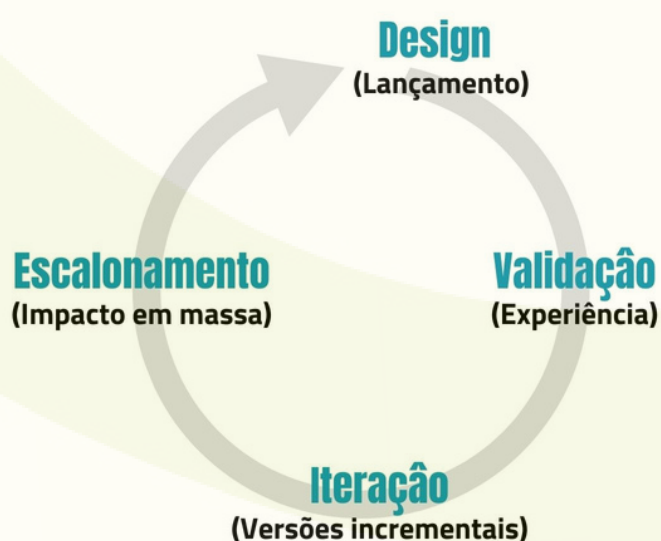 Design
(Lançamento)
Escalonamento
(Impacto em massa)
Validação
(Experiência)
Iteração
(Versões incrementais)